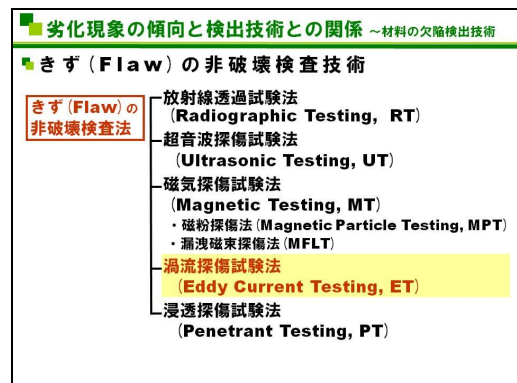 劣化現象の傾向と検出技術との関係 ～材料の欠陥検出技術
きず(Flaw)の非破壊検査技術
きず(Flaw)の
非破壊検査法
放射線透過試験法
(Radiographic Testing, RT)
超音波探傷試験法
(Ultrasonic Testing, UT)
磁気探傷試験法
(Magnetic Testing, MT)
・磁粉探傷法(Magnetic Particle Testing, MPT)
・漏洩磁束探傷法(MFLT)
渦流探傷試験法
(Eddy Current Testing, ET)
浸透探傷試験法
(Penetrant Testing, PT)